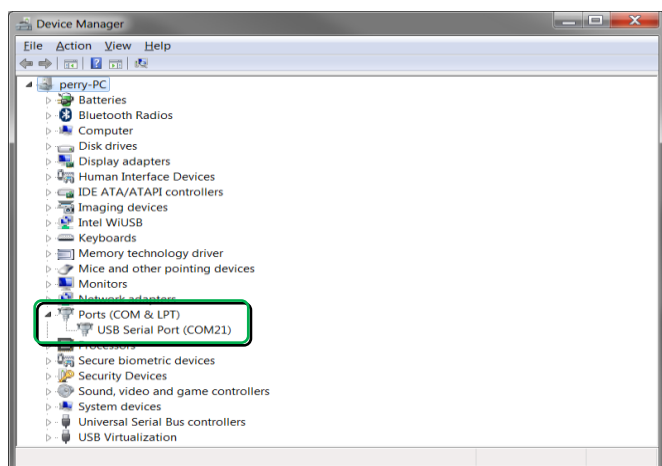 Device Manager
File Action View Help
perry-PC
Batteries
Bluetooth Radios
Computer
Disk drives
Display adapters
Human Interface Devices
IDE ATA/ATAPI controllers
Imaging devices
Intel WiUSB
Keyboards
Memory technology driver
Mice and other pointing devices
Monitors
Network adapters
Ports (COM & LPT)
USB Serial Port (COM21)
Processors
Secure biometric devices
Security Devices
Sound, video and game controllers
System devices
Universal Serial Bus controllers
USB Virtualization